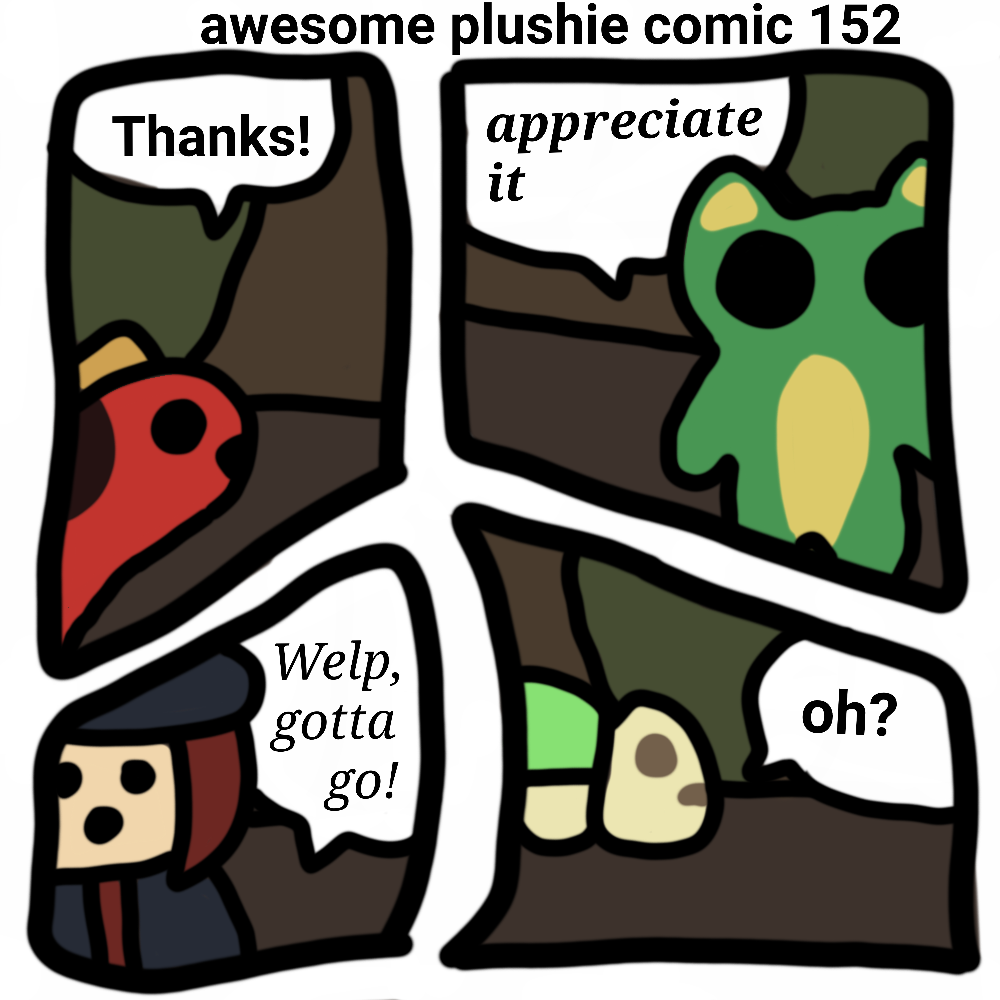 awesome plushie comic 152
Thanks!
appreciate
it
Welp,
gotta
go!
oh?